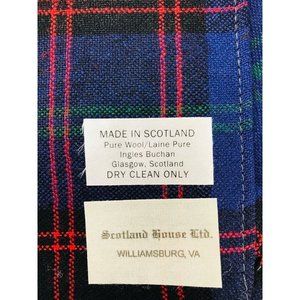 MADE IN SCOTLAND
Pure Wool/Laine Pure
Ingles Buchan
Glasgow, Scotland
DRY CLEAN ONLY
Scotland House Ltd.
WILLIAMSBURG, VA